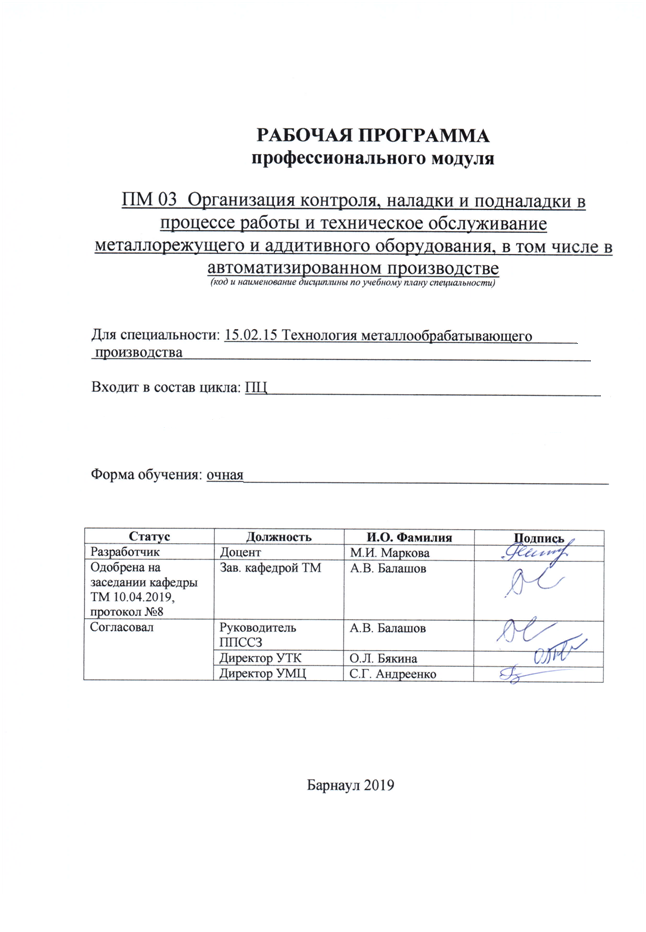 РАБОЧАЯ ПРОГРАММА
профессионального модуля
ПМ 03 Организация контроля, наладки и подналадки в
процессе работы и техническое обслуживание
металлорежущего и аддитивного оборудования, в том числе в
автоматизированном производстве
(код и наименование дисциплины по учебному плану специальности)
Для специальности: 15.02.15 Технология металлообрабатывающего
производства
Входит в состав цикла: ПЦ
Форма обучения: очная
Статус Должность И.О. Фамилия Подпись
Разработчик Доцент М.И. Маркова
Одобрена на Зав. кафедрой ТМ А.В. Балашов
заседании кафедры
ТМ 10.04.2019,
протокол №8
Согласовал Руководитель А.В. Балашов
ППССЗ
Директор УТК О.Л. Бякина
Директор УМЦ С.Г. Андреенко
Барнаул 2019